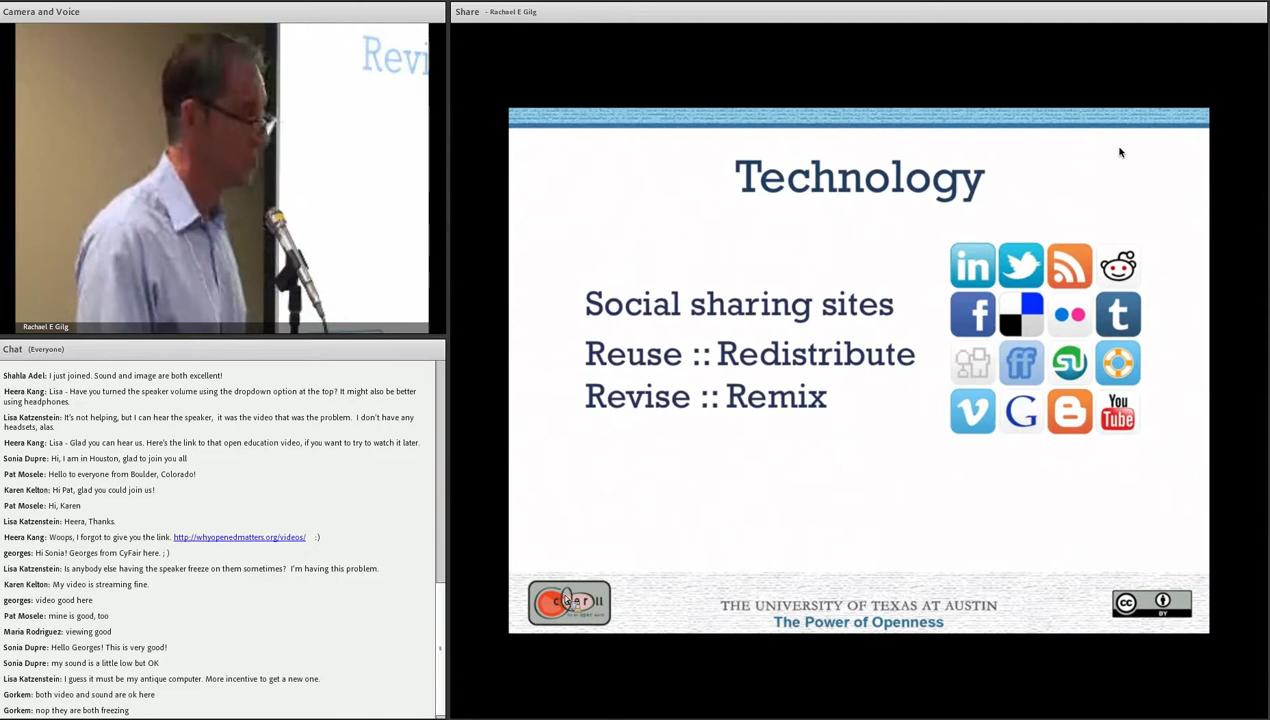 Camera and Voice
Revi
Rachael E Gilg
Chat (Everyone)
Shahla Adel: I just joined. Sound and image are both excellent!
Heera Kang: Lisa - Have you turned the speaker volume using the dropdown option at the top? It might also be better
using headphones.
Lisa Katzenstein: It's not helping, but I can hear the speaker, it was the video that was the problem. I don't have any
headsets, alas.
Heera Kang: Lisa - Glad you can hear us. Here's the link to that open education video, if you want to try to watch it later.
Sonia Dupre: Hi, I am in Houston, glad to join you all
Pat Mosele: Hello to everyone from Boulder, Colorado!
Karen Kelton: Hi Pat, glad you could join us!
Pat Mosele: Hi, Karen
Lisa Katzenstein: Heera, Thanks.
Heera Kang: Woops, I forgot to give you the link. http://whyopenedmatters.org/videos/ :)
georges: Hi Sonia! Georges from CyFair here. ; )
Lisa Katzenstein: Is anybody else having the speaker freeze on them sometimes? I'm having this problem.
Karen Kelton: My video is streaming fine.
georges: video good here
Pat Mosele: mine is good, too
Maria Rodriguez: viewing good
Sonia Dupre: Hello Georges! This is very good!
Sonia Dupre: my sound is a little low but OK
Lisa Katzenstein: I guess it must be my antique computer. More incentive to get a new one.
Gorkem: both video and sound are ok here
Gorkem: nop they are both freezing
Share - Rachael E Gilg
Technology
Social sharing sites
Reuse :: Redistribute
Revise :: Remix
in
f
t
ff
G
You
Tube
THE UNIVERSITY OF TEXAS AT AUSTIN
The Power of Openness
cc
BY